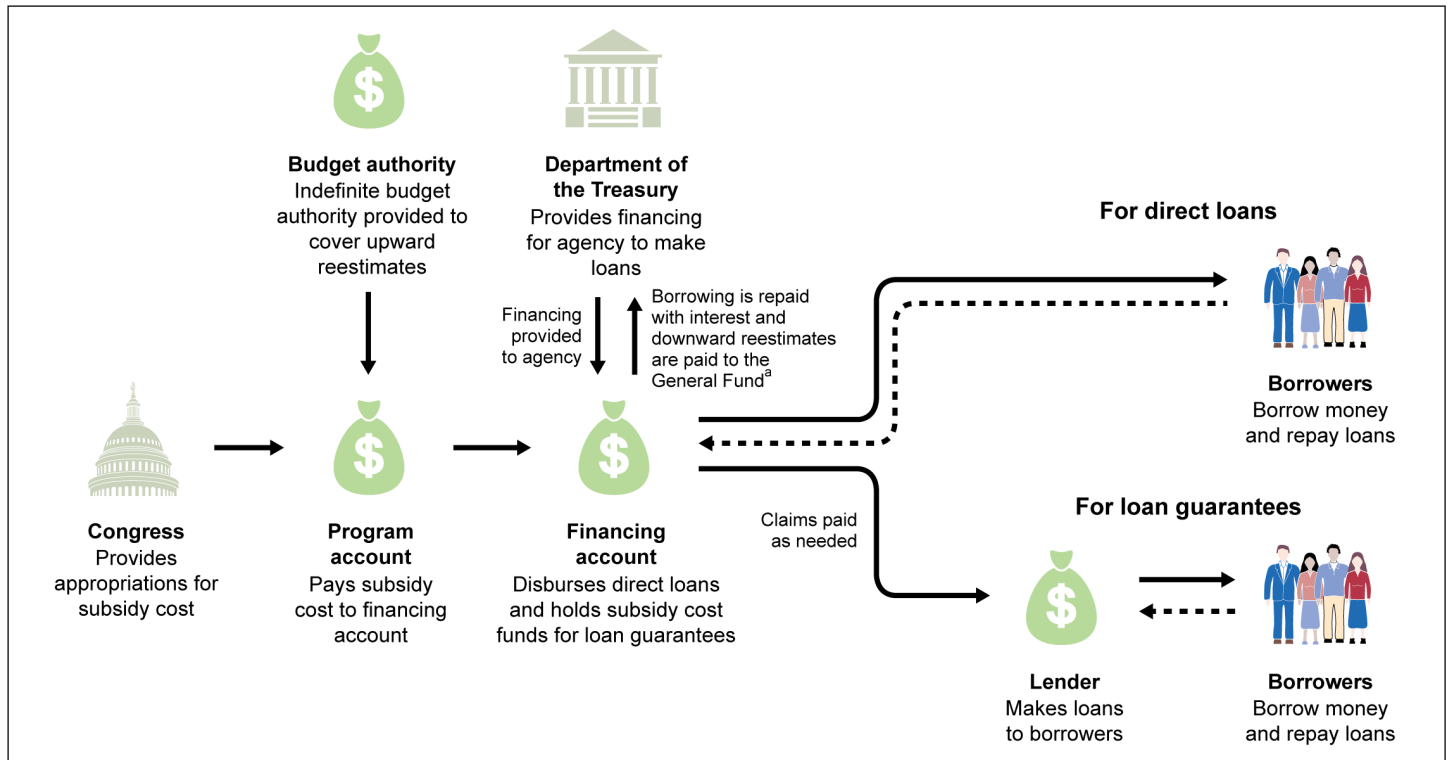 $
Budget authority
Indefinite budget
authority provided to
cover upward
reestimates
Department of
the Treasury
Provides financing
for agency to make
loans
Financing
provided
to agency
Borrowing is repaid
with interest and
downward reestimates
are paid to the
General Fundᵃ
Congress
Provides
appropriations for
subsidy cost
$
Program
account
Pays subsidy
cost to financing
account
$
Financing
account
Disburses direct loans
and holds subsidy cost
funds for loan guarantees
For direct loans
Borrowers
Borrow money
and repay loans
Claims paid
as needed
For loan guarantees
$
Lender
Makes loans
to borrowers
Borrowers
Borrow money
and repay loans